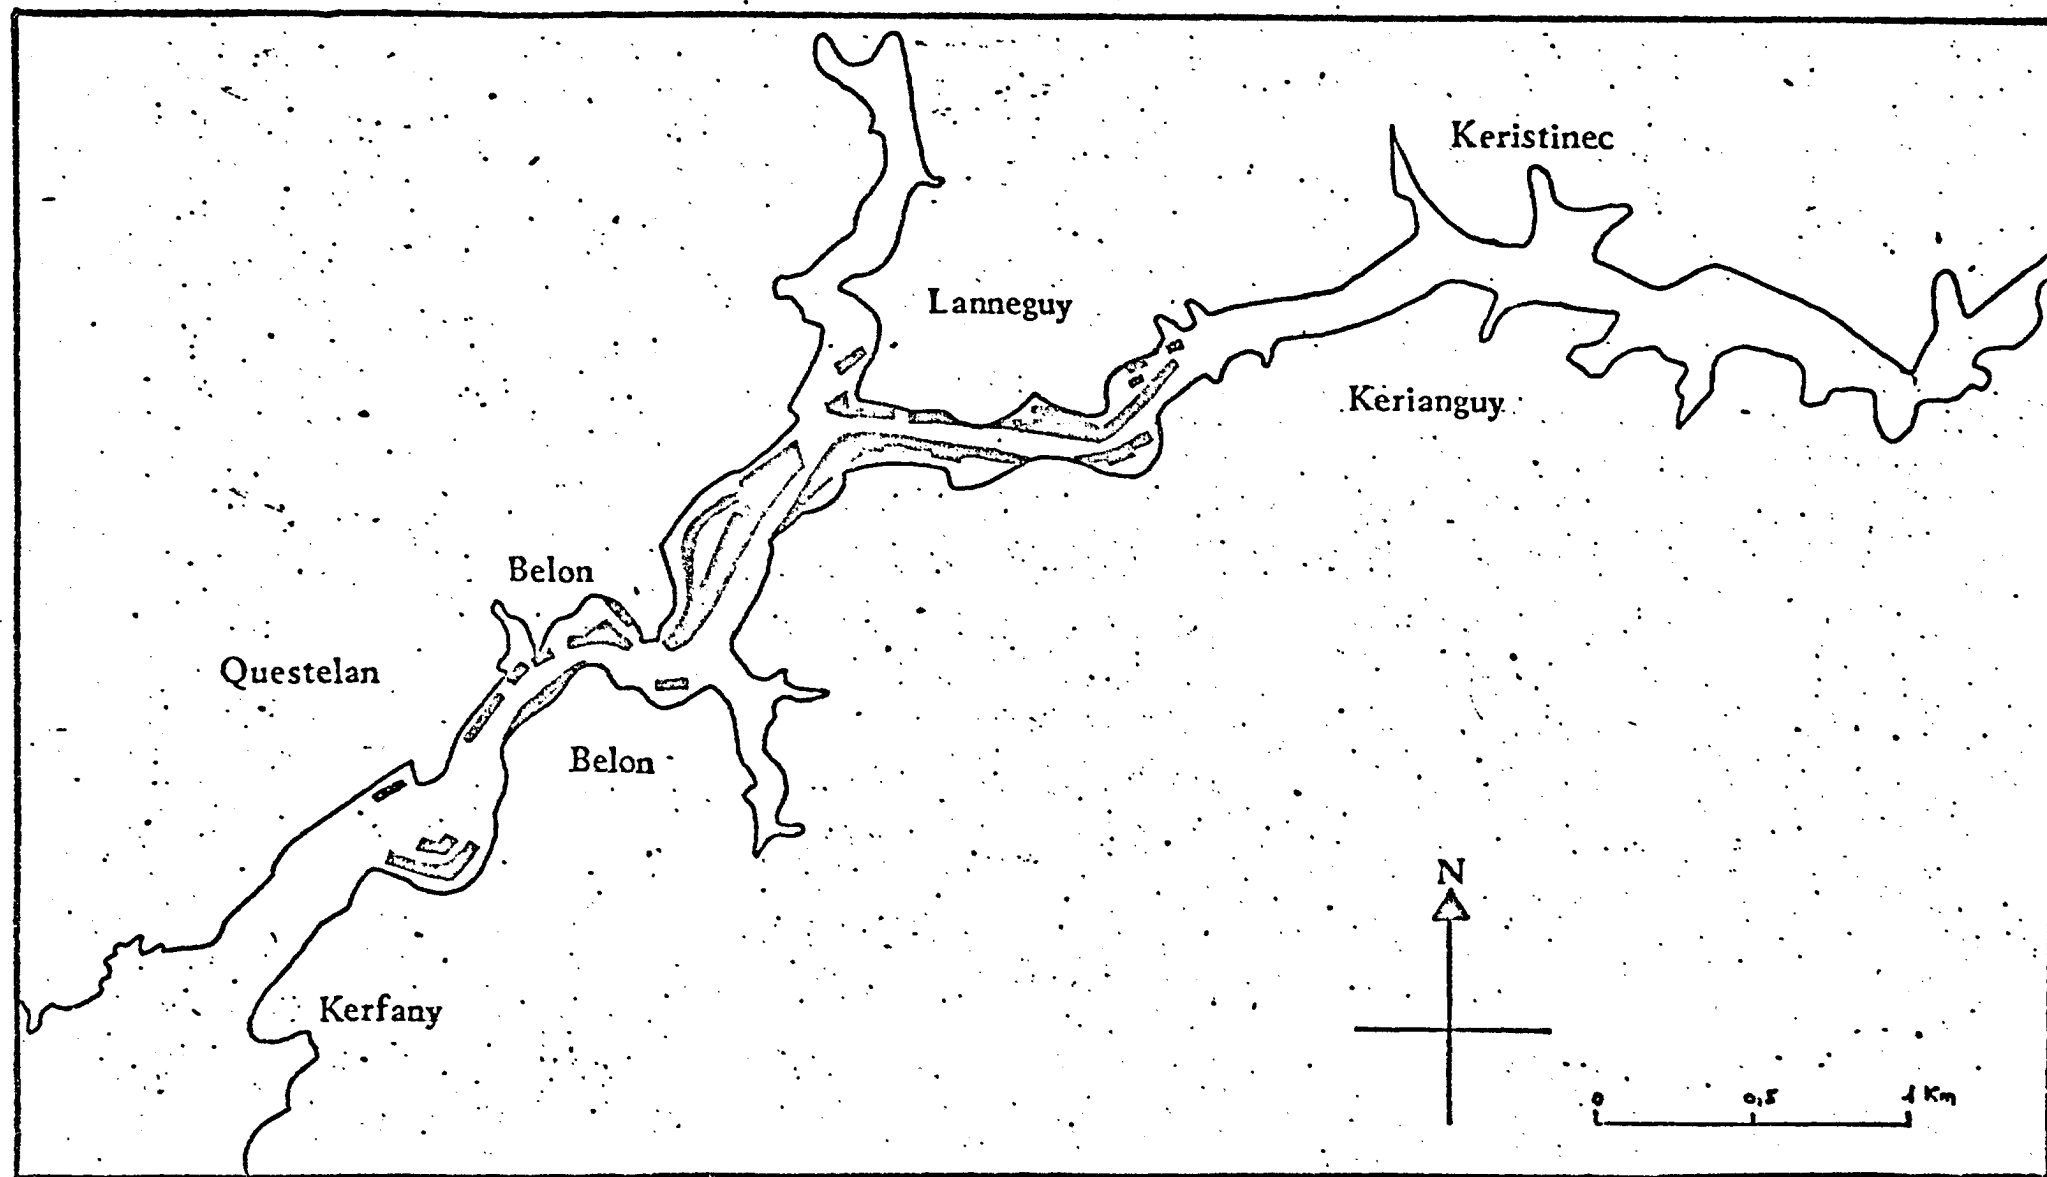 Keristinec
Lanneguy
Kerianguy
Belon
Questelan
Belon
N
Kerfany
0 0,5 1 Km